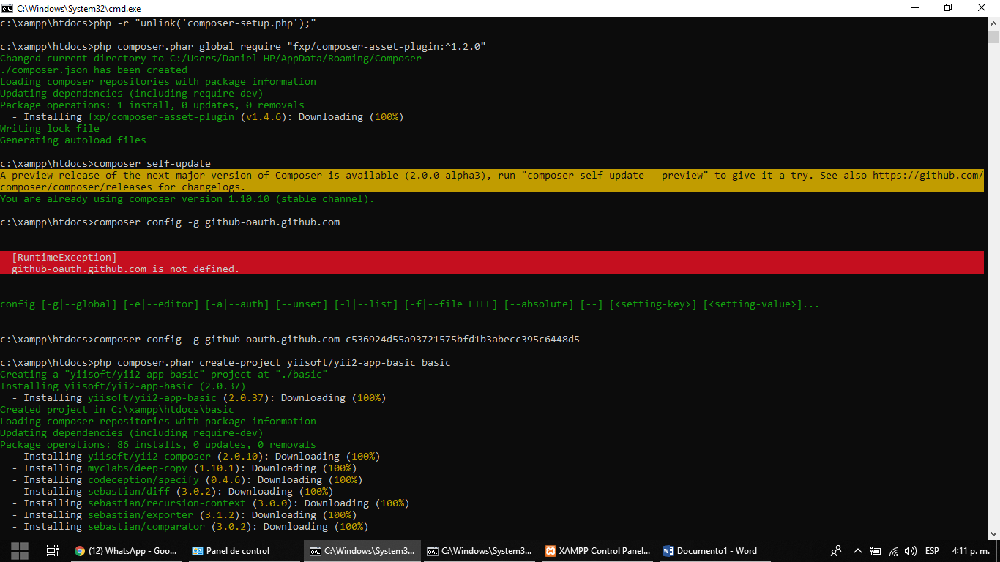 C:\Windows\System32\cmd.exe
c:\xampp\htdocs>php -r "unlink('composer-setup.php');"
c:\xampp\htdocs>php composer.phar global require "fxp/composer-asset-plugin:^1.2.0"
Changed current directory to C:/Users/Daniel HP/AppData/Roaming/Composer
./composer.json has been created
Loading composer repositories with package information
Updating dependencies (including require-dev)
Package operations: 1 install, 0 updates, 0 removals
  - Installing fxp/composer-asset-plugin (v1.4.6): Downloading (100%)
Writing lock file
Generating autoload files
c:\xampp\htdocs>composer self-update
A preview release of the next major version of Composer is available (2.0.0-alpha3), run "composer self-update --preview" to give it a try. See also https://github.com/
composer/composer/releases for changelogs.
You are already using composer version 1.10.10 (stable channel).
c:\xampp\htdocs>composer config -g github-oauth.github.com
[RuntimeException]
github-oauth.github.com is not defined.
config [-g|--global] [-e|--editor] [-a|--auth] [--unset] [-l|--list] [-f|--file FILE] [--absolute] [--] [<setting-key>] [<setting-value>]...
c:\xampp\htdocs>composer config -g github-oauth.github.com c536924d55a93721575bfd1b3abecc395c6448d5
c:\xampp\htdocs>php composer.phar create-project yiisoft/yii2-app-basic basic
Creating a "yiisoft/yii2-app-basic" project at "./basic"
Installing yiisoft/yii2-app-basic (2.0.37)
  - Installing yiisoft/yii2-app-basic (2.0.37): Downloading (100%)
Created project in C:\xampp\htdocs\basic
Loading composer repositories with package information
Updating dependencies (including require-dev)
Package operations: 86 installs, 0 updates, 0 removals
  - Installing yiisoft/yii2-composer (2.0.10): Downloading (100%)
  - Installing myclabs/deep-copy (1.10.1): Downloading (100%)
  - Installing codeception/specify (0.4.6): Downloading (100%)
  - Installing sebastian/diff (3.0.2): Downloading (100%)
  - Installing sebastian/recursion-context (3.0.0): Downloading (100%)
  - Installing sebastian/exporter (3.1.2): Downloading (100%)
  - Installing sebastian/comparator (3.0.2): Downloading (100%)
(12) WhatsApp - Goo... Panel de control C:\Windows\System3... C:\Windows\System3... XAMPP Control Panel... Documento1 - Word ESP 4:11 p. m.